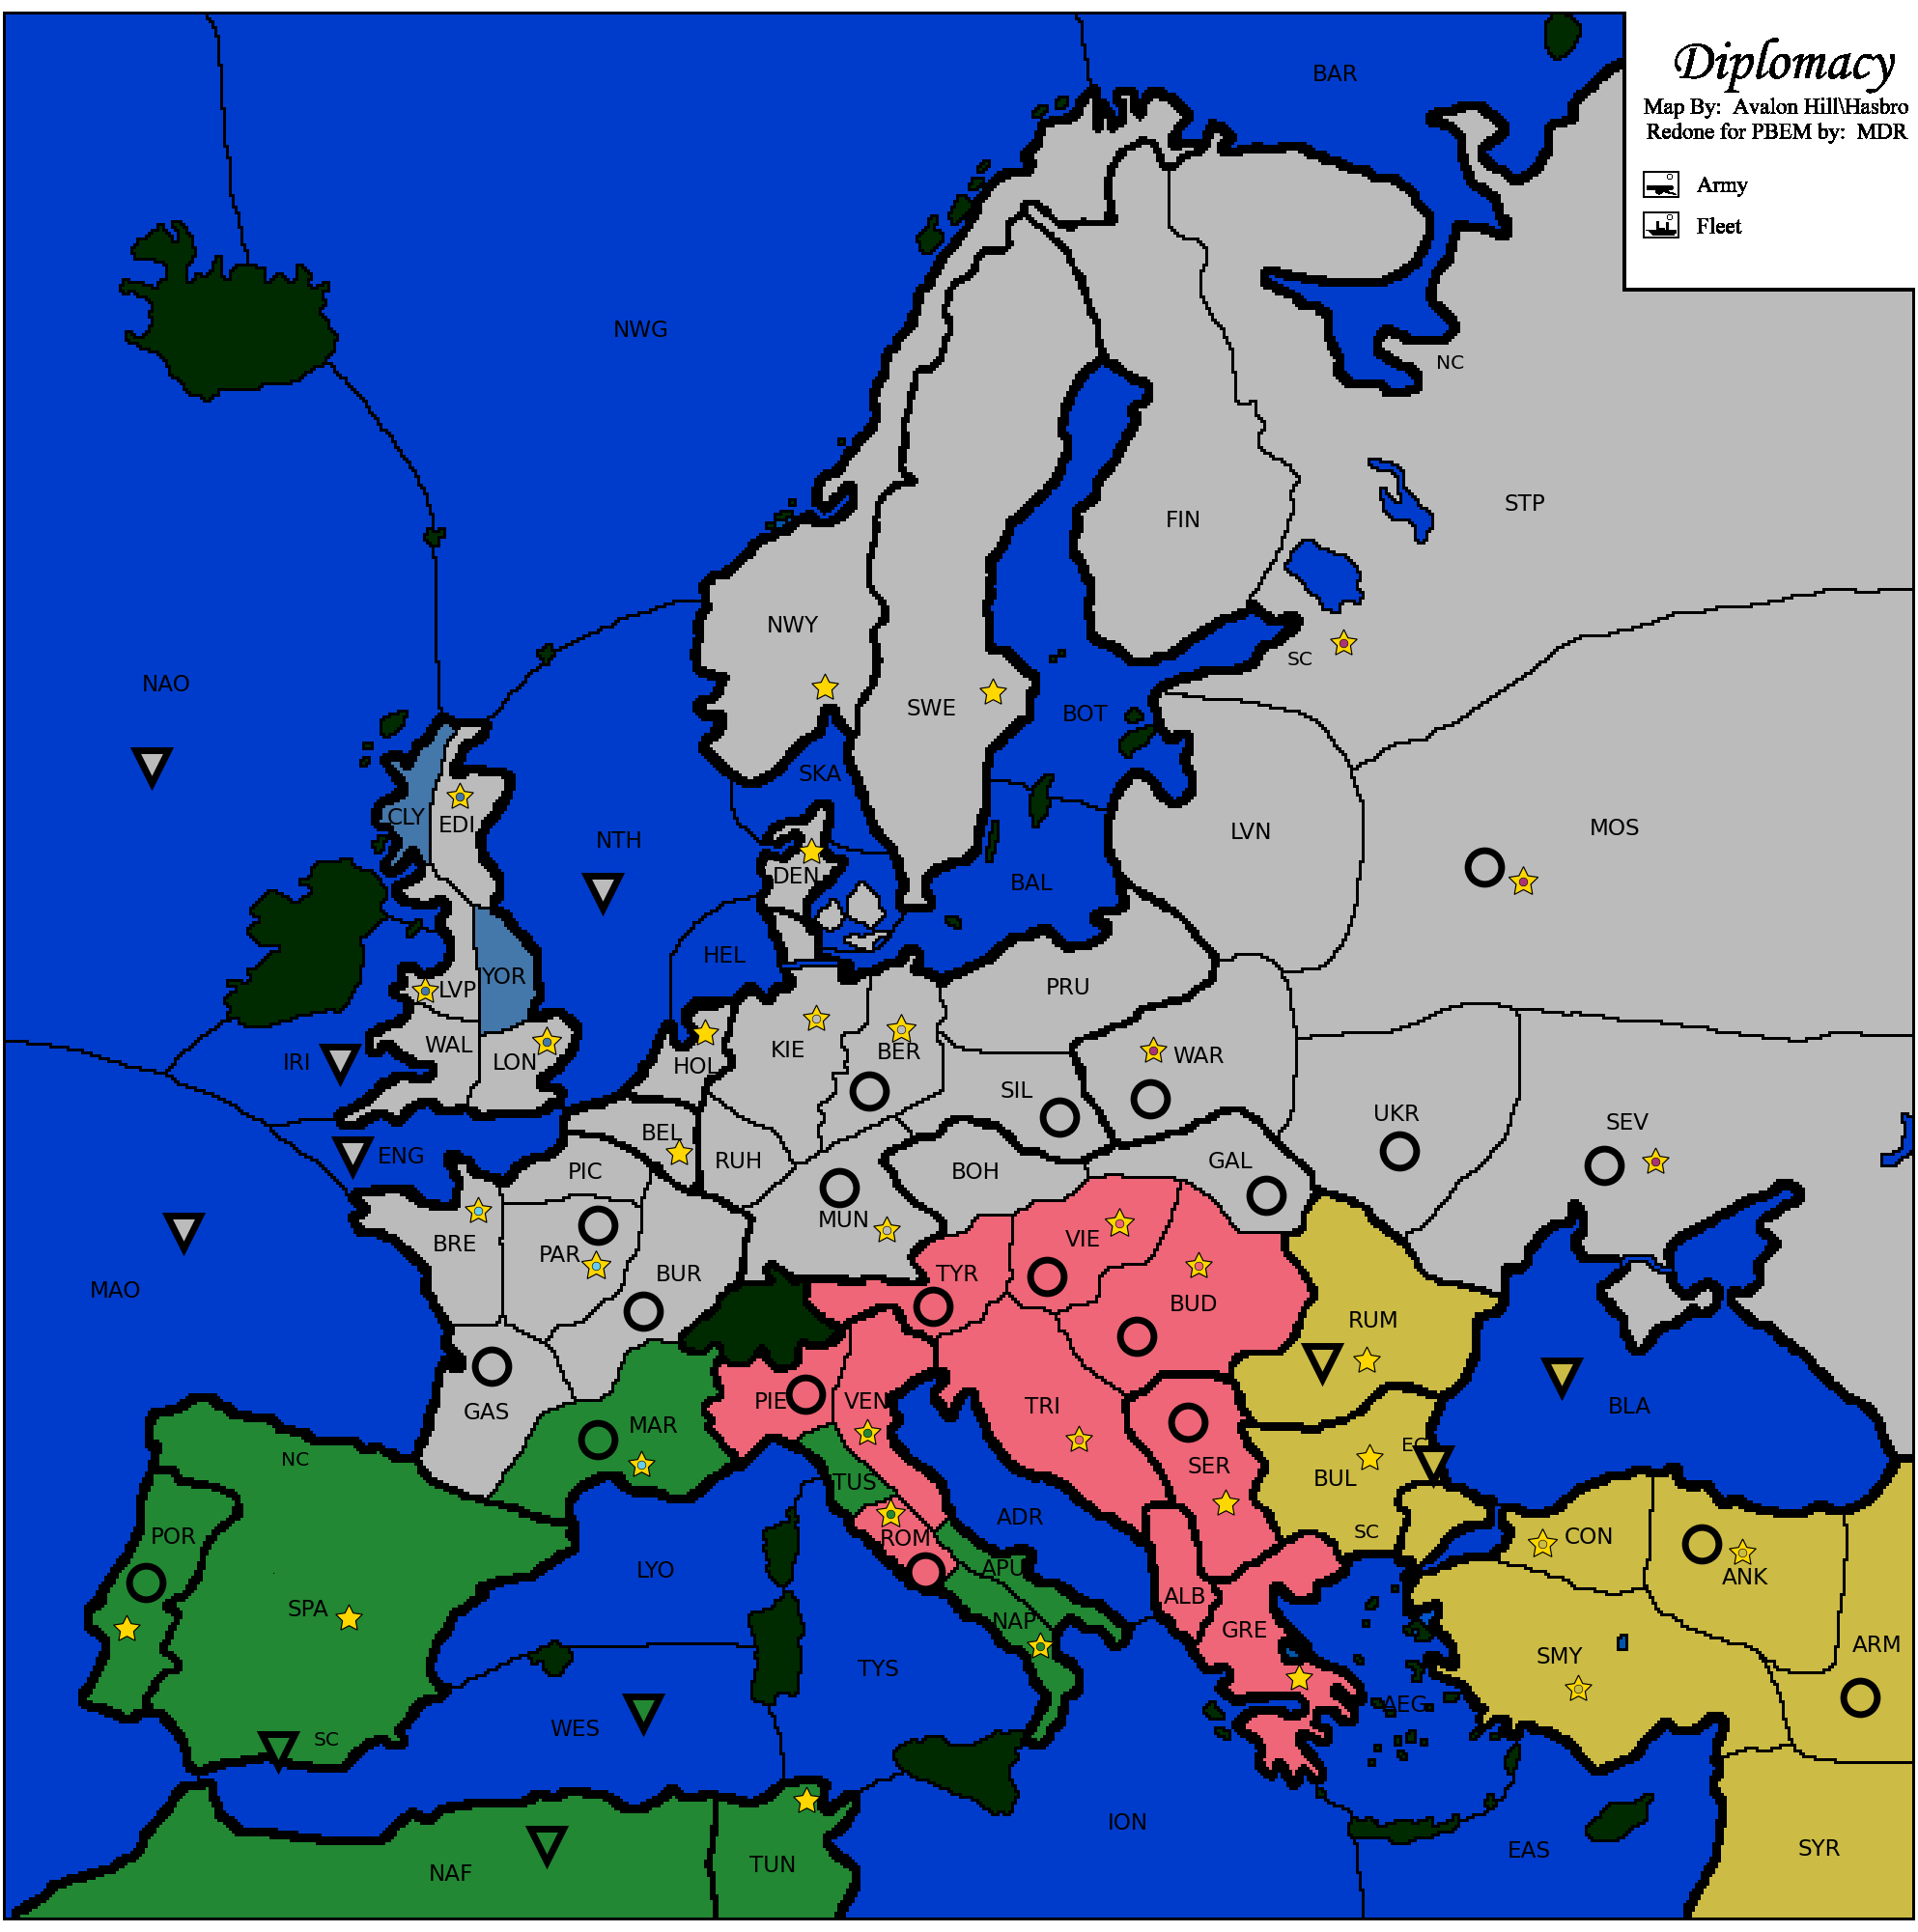 Diplomacy
Map By: Avalon Hill\Hasbro
Redone for PBEM by: MDR
Army
Fleet
BAR
NWG
NC
STP
FIN
NWY
SC
NAO
SWE
BOT
SKA
CLY
EDI
NTH
LVN
MOS
DEN
BAL
HEL
YOR
LVP
PRU
WAL
IRI
LON
KIE
BER
HOL
WAR
SIL
UKR
SEV
BEL
ENG
RUH
PIC
BOH
GAL
MUN
BRE
PAR
VIE
BUR
TYR
MAO
BUD
RUM
PIE
VEN
TRI
BLA
GAS
MAR
EC
NC
SER
BUL
TUS
ADR
SC
POR
ROM
CON
LYO
APU
ANK
ALB
SPA
NAP
GRE
ARM
SMY
TYS
AEG
WES
SC
ION
SYR
EAS
TUN
NAF